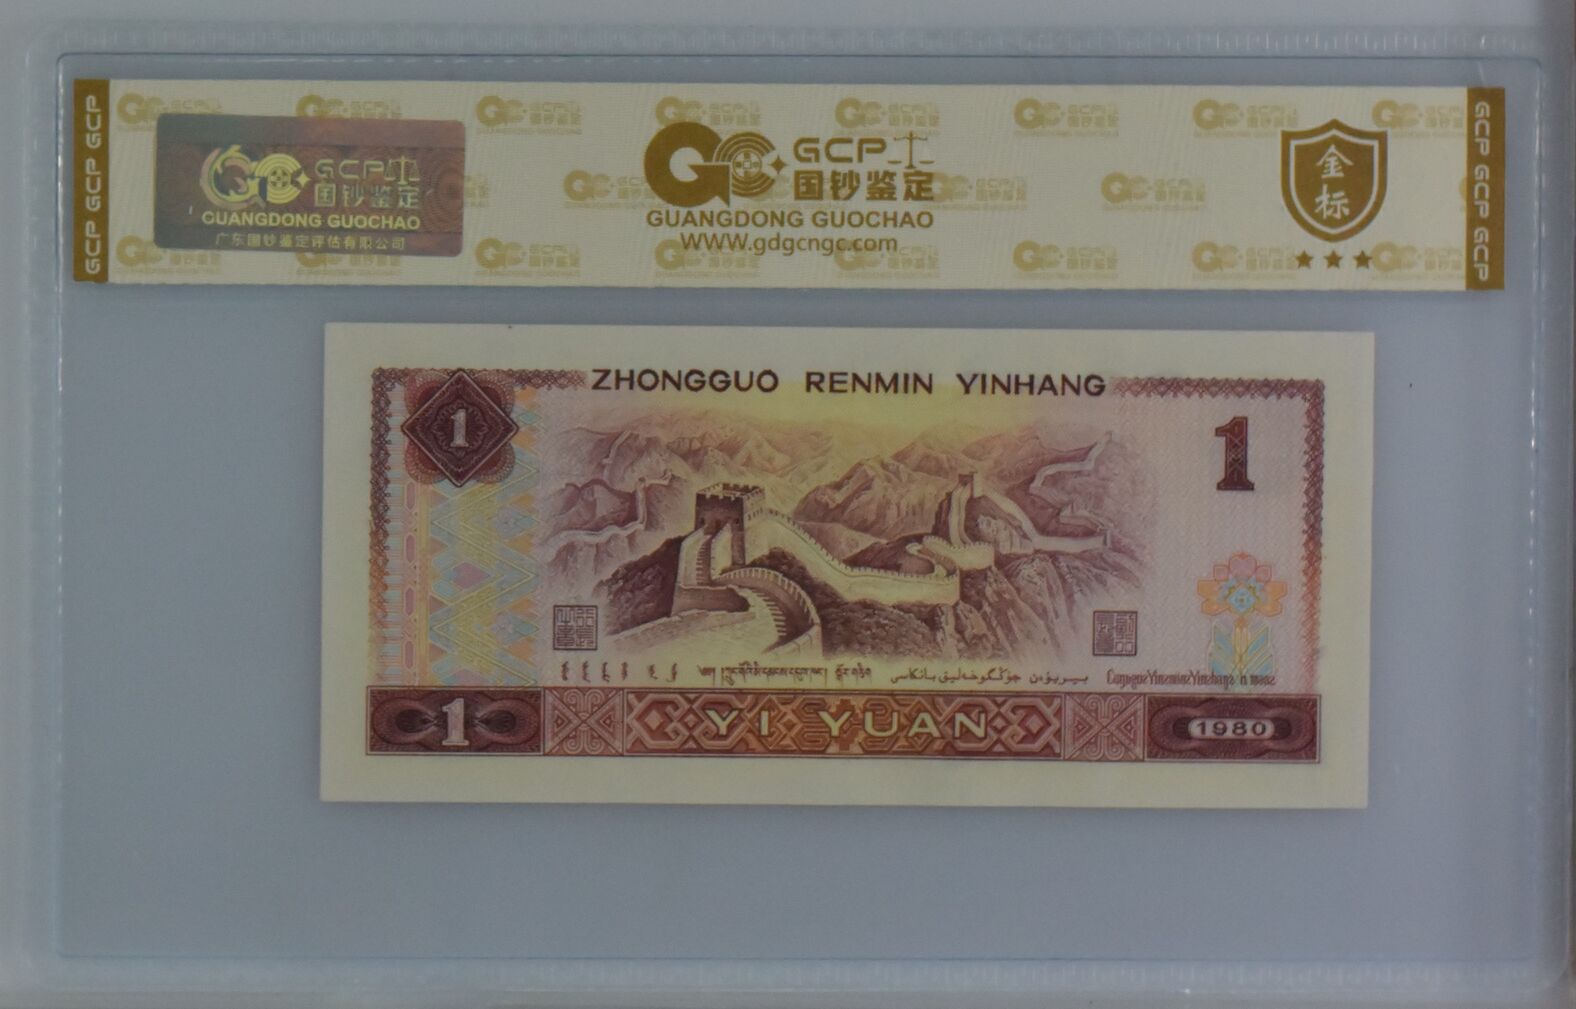 GCP GCP GCP
GCP
国钞鉴定
GUANGDONG GUOCHAO
广东国钞鉴定评估有限公司
GCP
国钞鉴定
GUANGDONG GUOCHAO
WWW.gdgcngc.com
金
标
GCP GCP GCP
ZHONGGUO RENMIN YINHANG
1
1
1 YI YUAN 1980